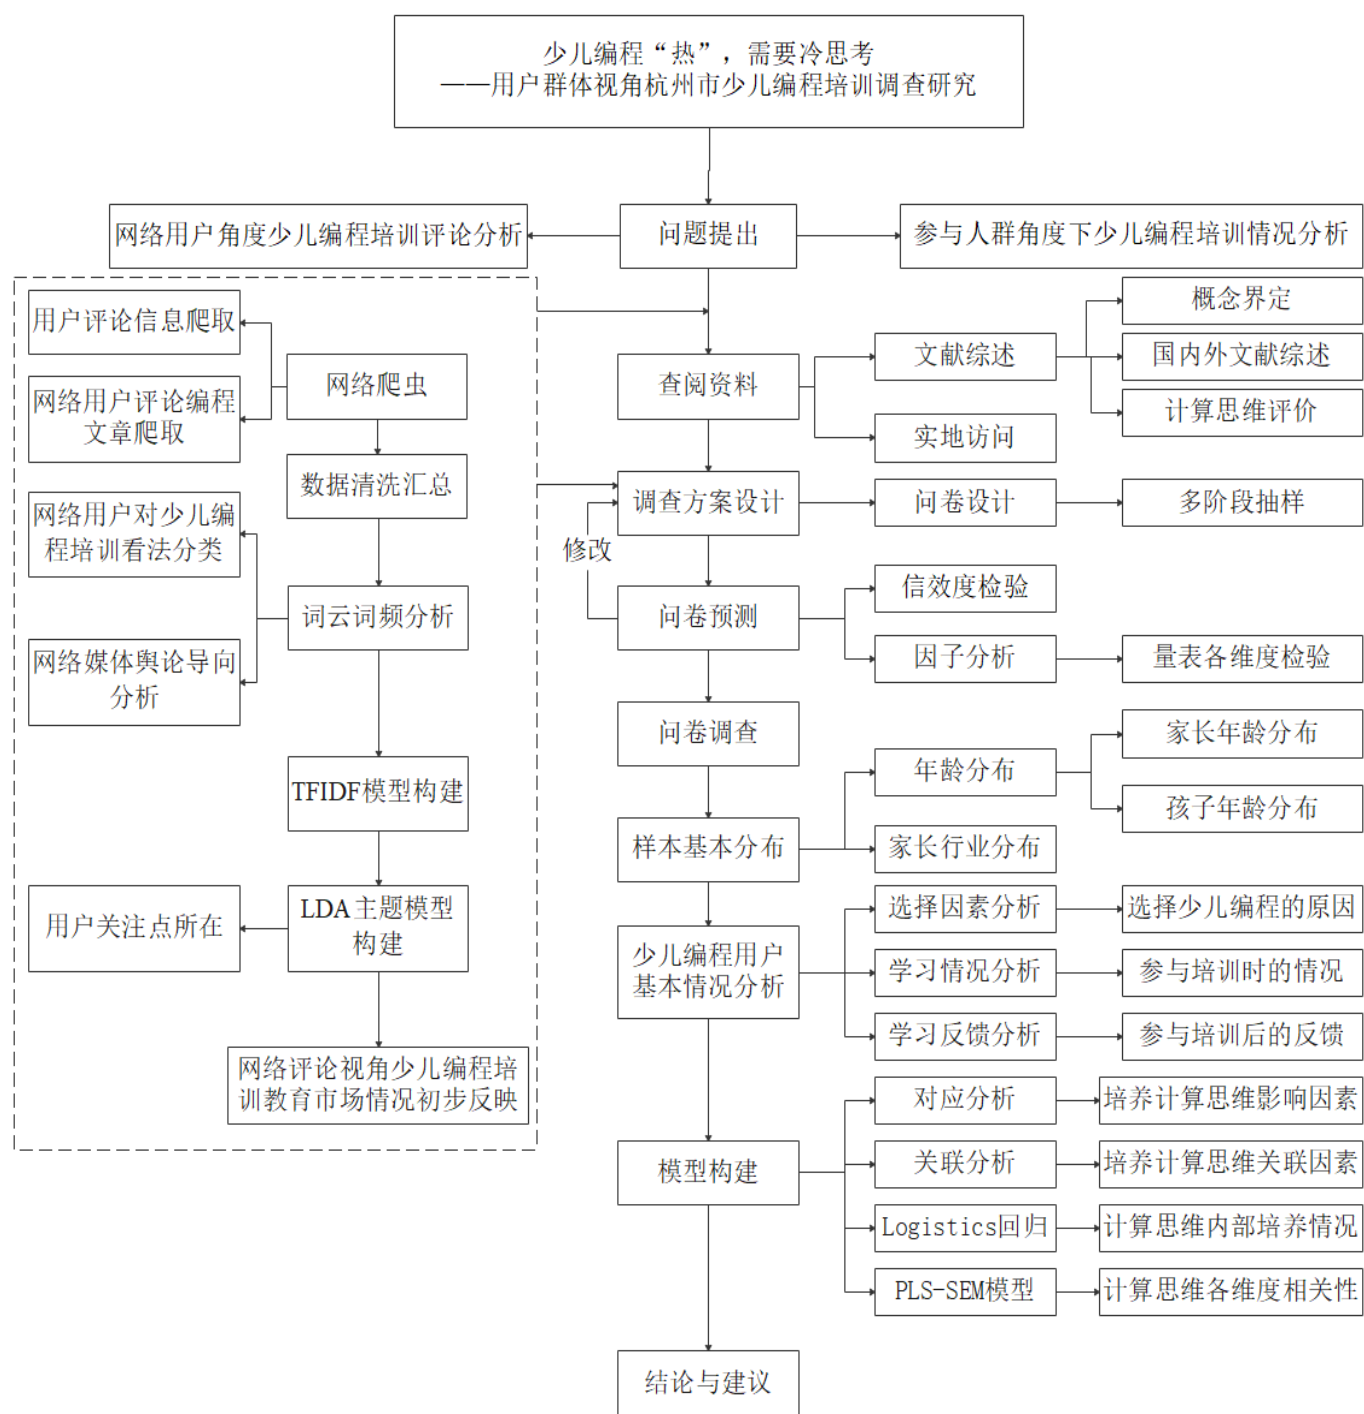 少儿编程“热”，需要冷思考
——用户群体视角杭州市少儿编程培训调查研究
网络用户角度少儿编程培训评论分析
问题提出
参与人群角度下少儿编程培训情况分析
用户评论信息爬取
网络爬虫
网络用户评论编程
文章爬取
数据清洗汇总
网络用户对少儿编
程培训看法分类
词云词频分析
网络媒体舆论导向
分析
TFIDF模型构建
LDA主题模型
构建
用户关注点所在
网络评论视角少儿编程培
训教育市场情况初步反映
查阅资料
文献综述
概念界定
国内外文献综述
计算思维评价
实地访问
调查方案设计
问卷设计
多阶段抽样
修改
问卷预测
信效度检验
因子分析
量表各维度检验
问卷调查
样本基本分布
年龄分布
家长年龄分布
孩子年龄分布
家长行业分布
少儿编程用户
基本情况分析
选择因素分析
选择少儿编程的原因
学习情况分析
参与培训时的情况
学习反馈分析
参与培训后的反馈
模型构建
对应分析
培养计算思维影响因素
关联分析
培养计算思维关联因素
Logistics回归
计算思维内部培养情况
PLS-SEM模型
计算思维各维度相关性
结论与建议